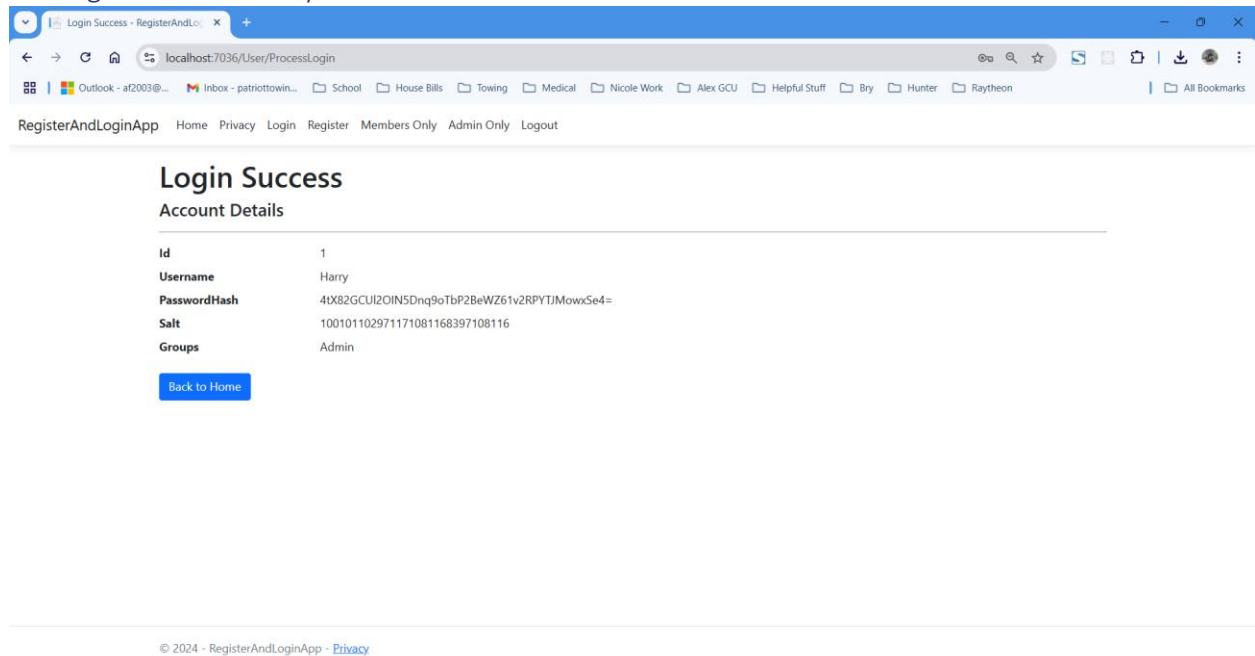 Login Success - RegisterAndLog
localhost:7036/User/ProcessLogin
Outlook - af2003@... Inbox - patriottowin... School House Bills Towing Medical Nicole Work Alex GCU Helpful Stuff Bry Hunter Raytheon All Bookmarks
RegisterAndLoginApp Home Privacy Login Register Members Only Admin Only Logout
Login Success
Account Details
Id 1
Username Harry
PasswordHash 4tX82GCUl2OIN5Dnq9oTbP2BeWZ61v2RPYTJMowxSe4=
Salt 100101102971171081168397108116
Groups Admin
Back to Home
© 2024 - RegisterAndLoginApp - Privacy